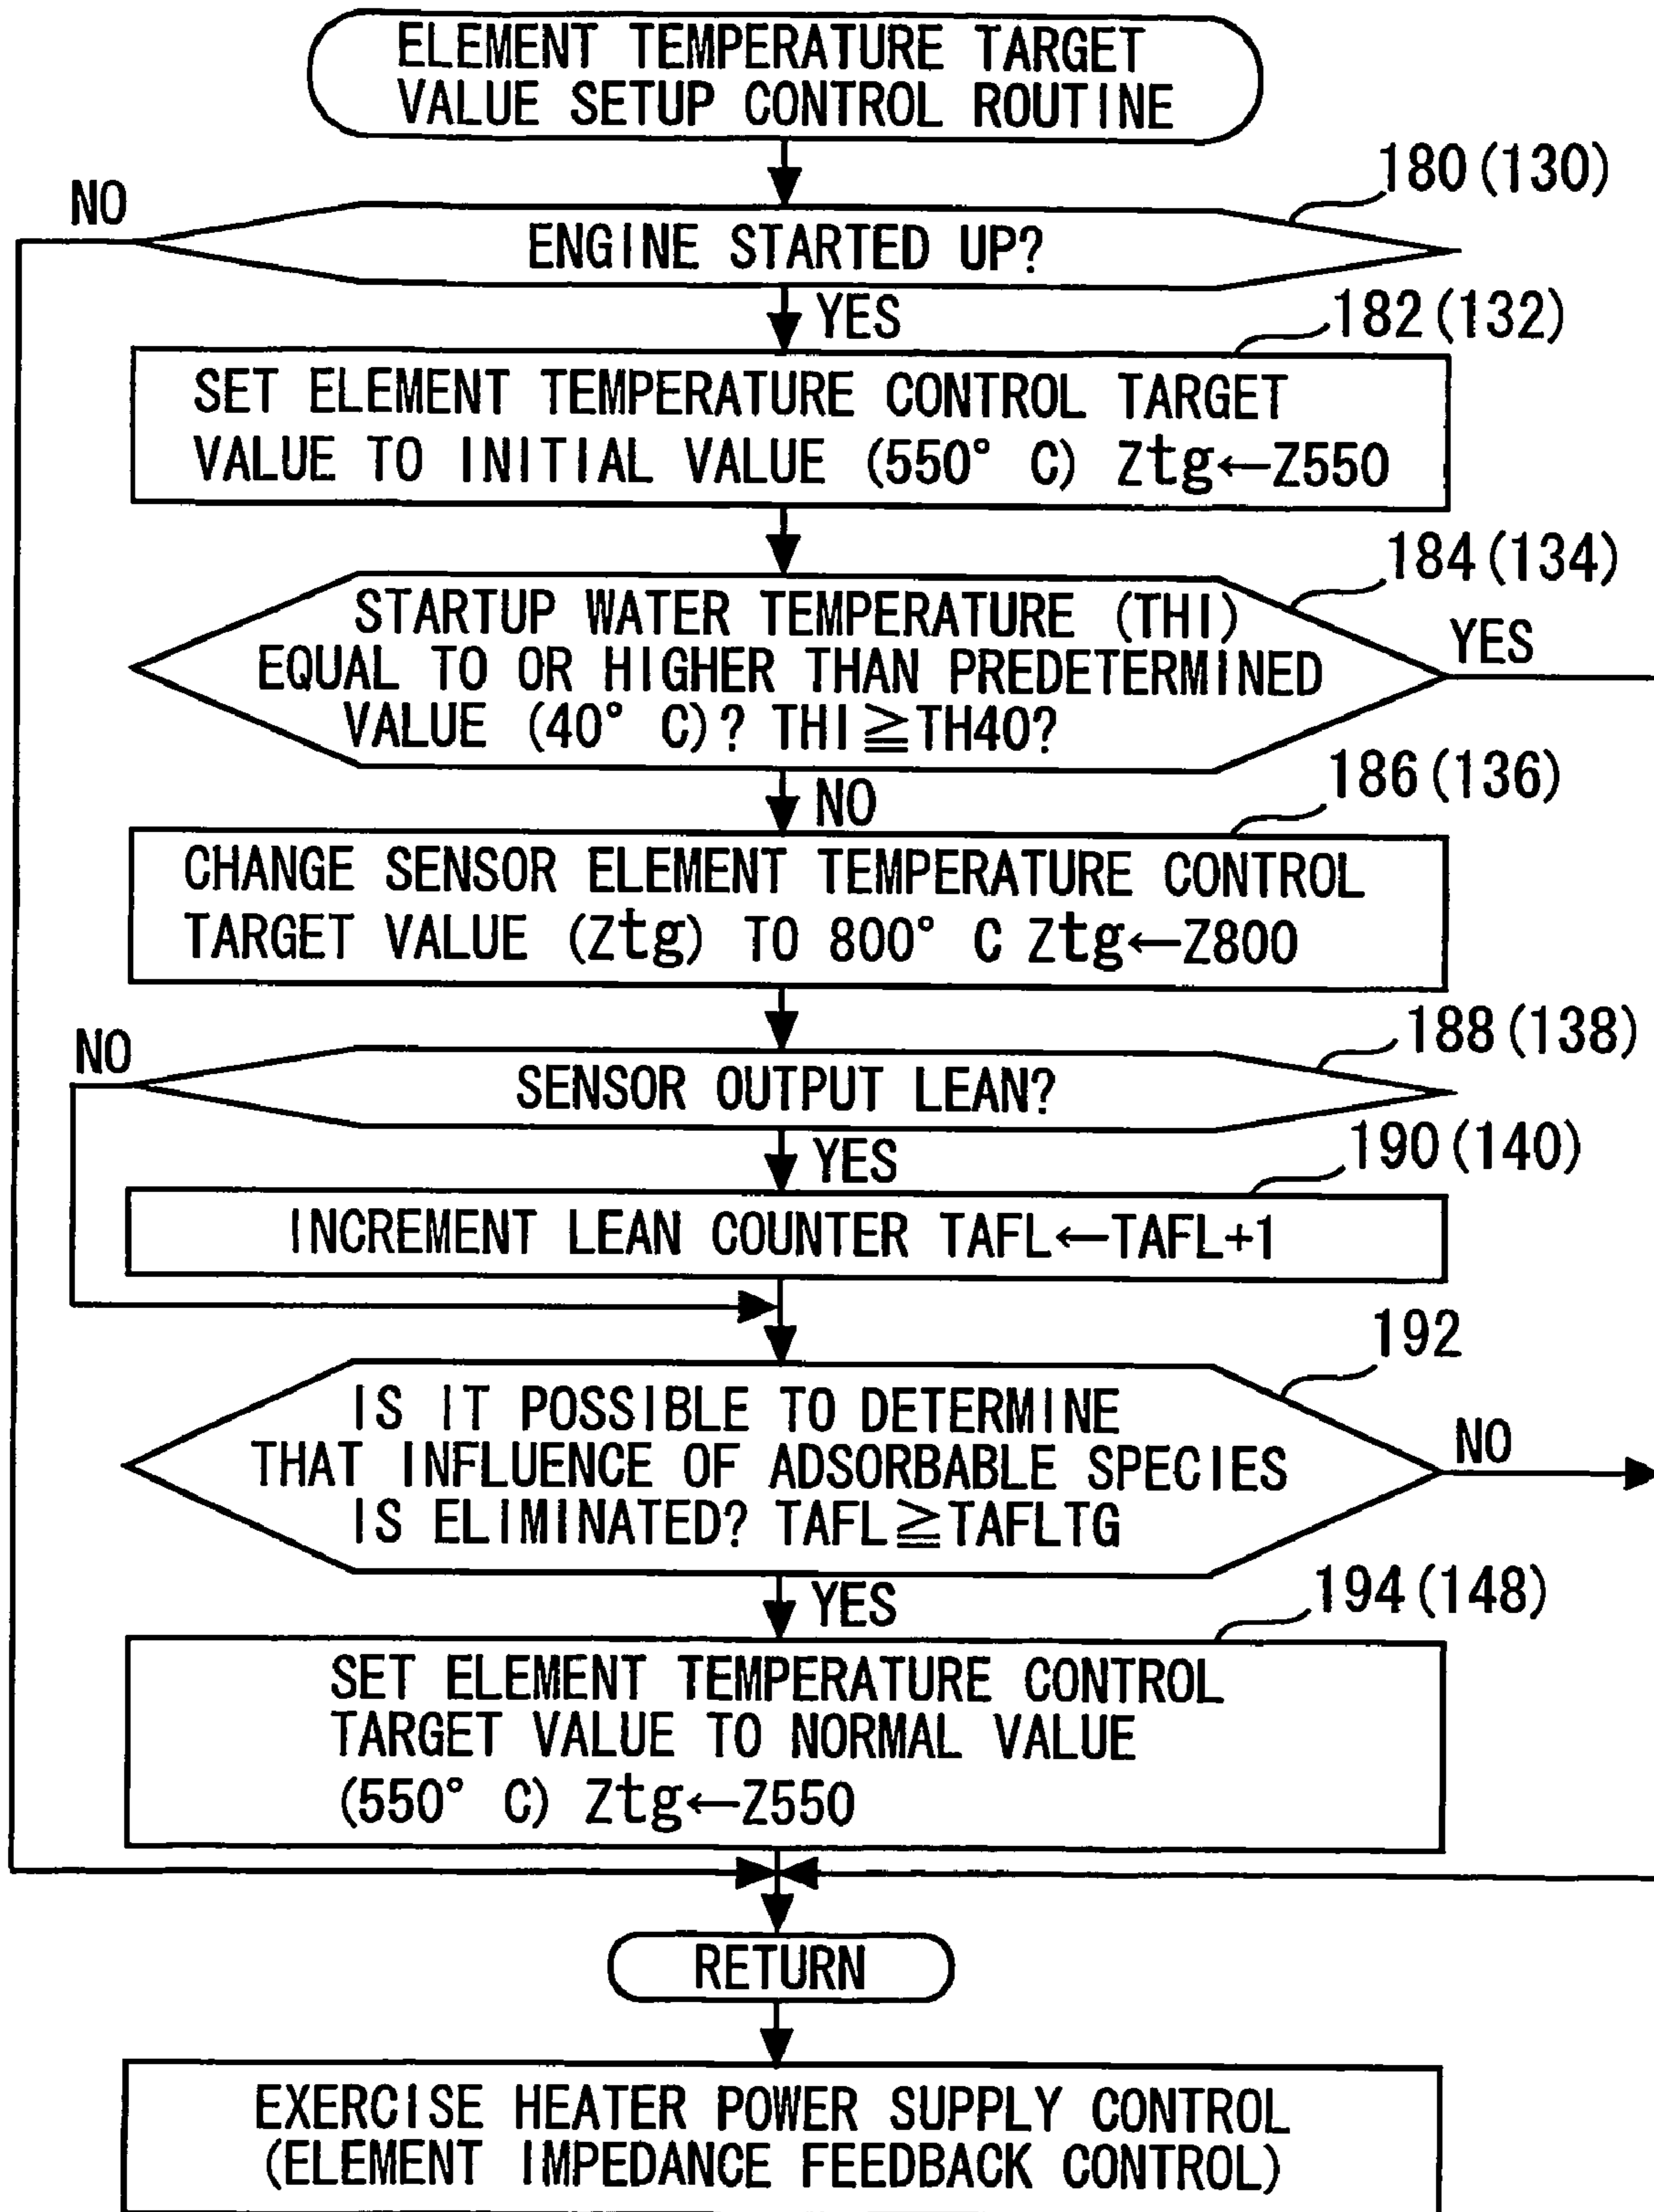 ELEMENT TEMPERATURE TARGET
VALUE SETUP CONTROL ROUTINE
180(130)
NO
ENGINE STARTED UP?
YES
182(132)
SET ELEMENT TEMPERATURE CONTROL TARGET
VALUE TO INITIAL VALUE (550° C) Ztg←Z550
184(134)
STARTUP WATER TEMPERATURE (THI)
EQUAL TO OR HIGHER THAN PREDETERMINED
VALUE (40° C)? THI≧TH40?
YES
NO
186(136)
CHANGE SENSOR ELEMENT TEMPERATURE CONTROL
TARGET VALUE (Ztg) TO 800° C Ztg←Z800
188(138)
NO
SENSOR OUTPUT LEAN?
YES
190(140)
INCREMENT LEAN COUNTER TAFL←TAFL+1
192
IS IT POSSIBLE TO DETERMINE
THAT INFLUENCE OF ADSORBABLE SPECIES
IS ELIMINATED? TAFL≧TAFLTG
NO
YES
194(148)
SET ELEMENT TEMPERATURE CONTROL
TARGET VALUE TO NORMAL VALUE
(550° C) Ztg←Z550
RETURN
EXERCISE HEATER POWER SUPPLY CONTROL
(ELEMENT IMPEDANCE FEEDBACK CONTROL)